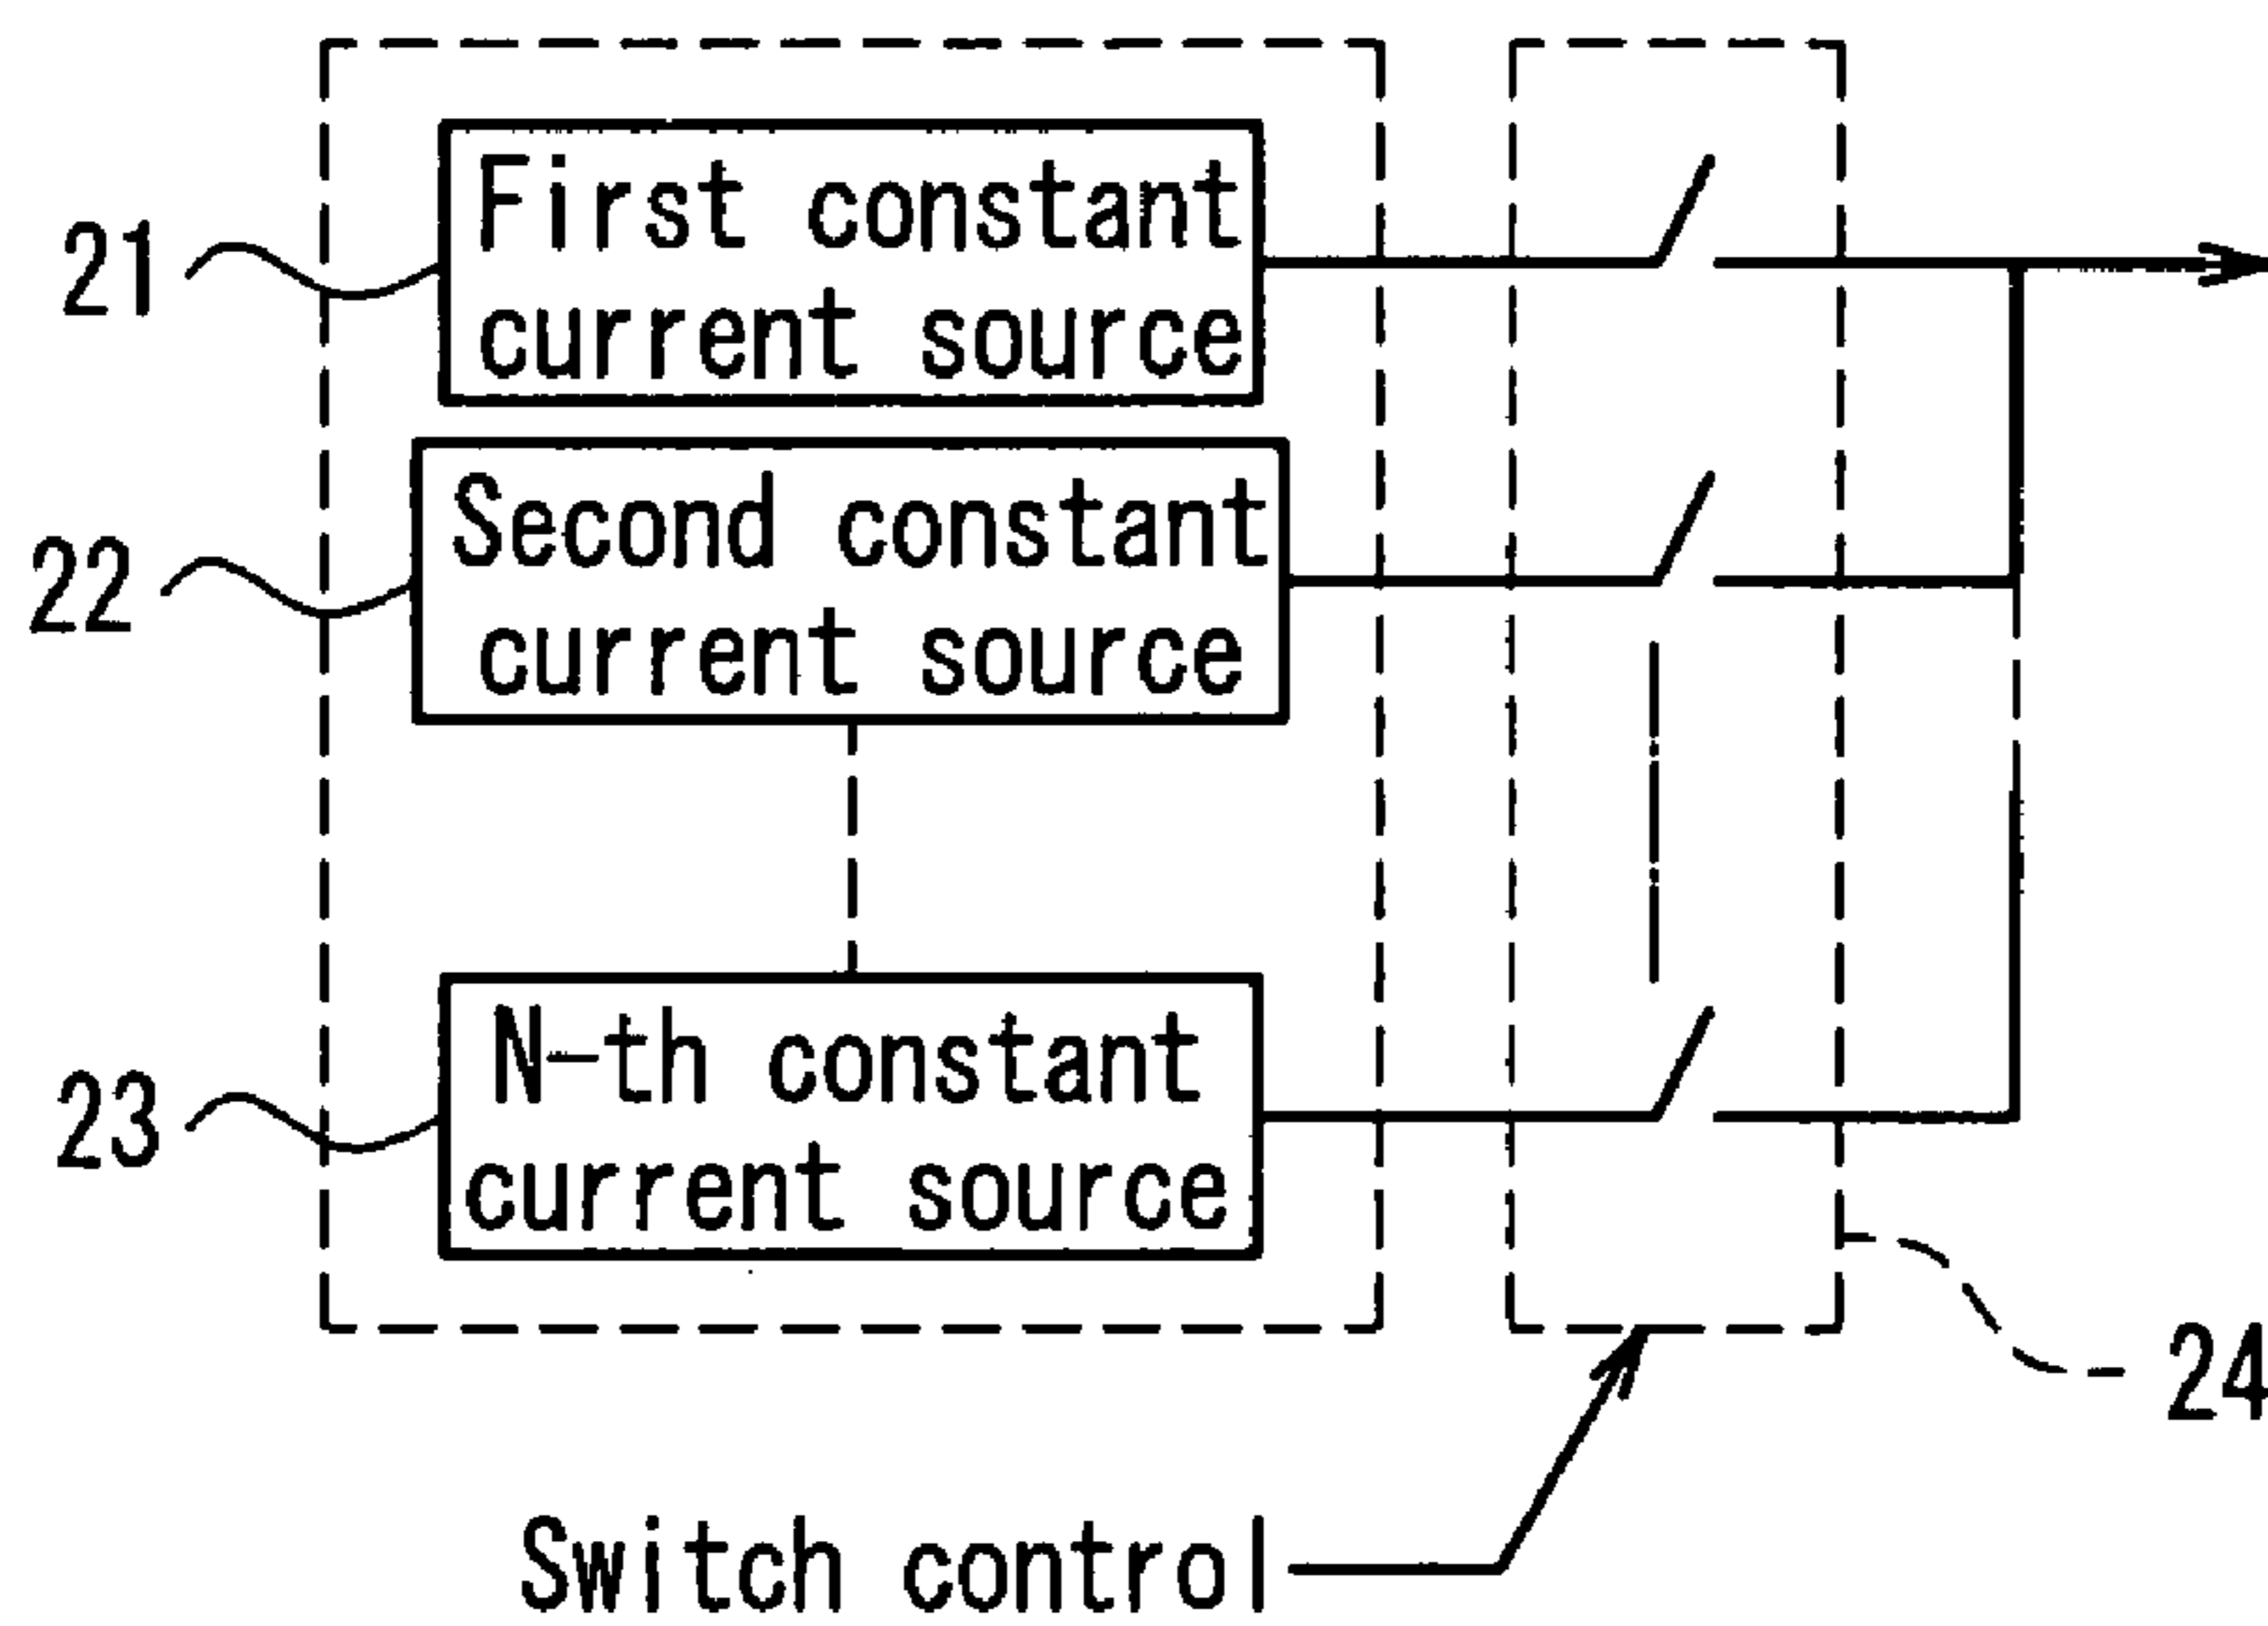 First constant
current source
21
Second constant
current source
22
N-th constant
current source
23
24
Switch control